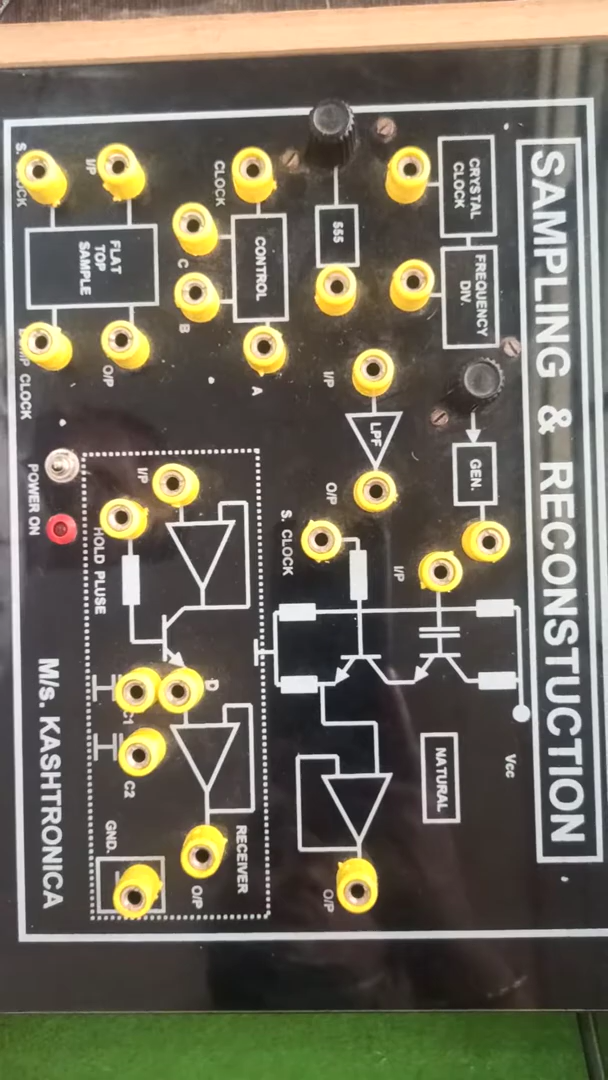 SAMPLING & RECONSTUCTION
CRYSTAL
CLOCK
FREQUENCY
DIV.
GEN.
NATURAL
Vcc
555
I/P
LPF
O/P
I/P
S. CLOCK
O/P
CLOCK
CONTROL
C
B
A
I/P
FLAT
TOP
SAMPLE
O/P
I/P
HOLD PLUSE
D
C1
C2
RECEIVER
O/P
GND.
POWER ON
M/s. KASHTRONICA